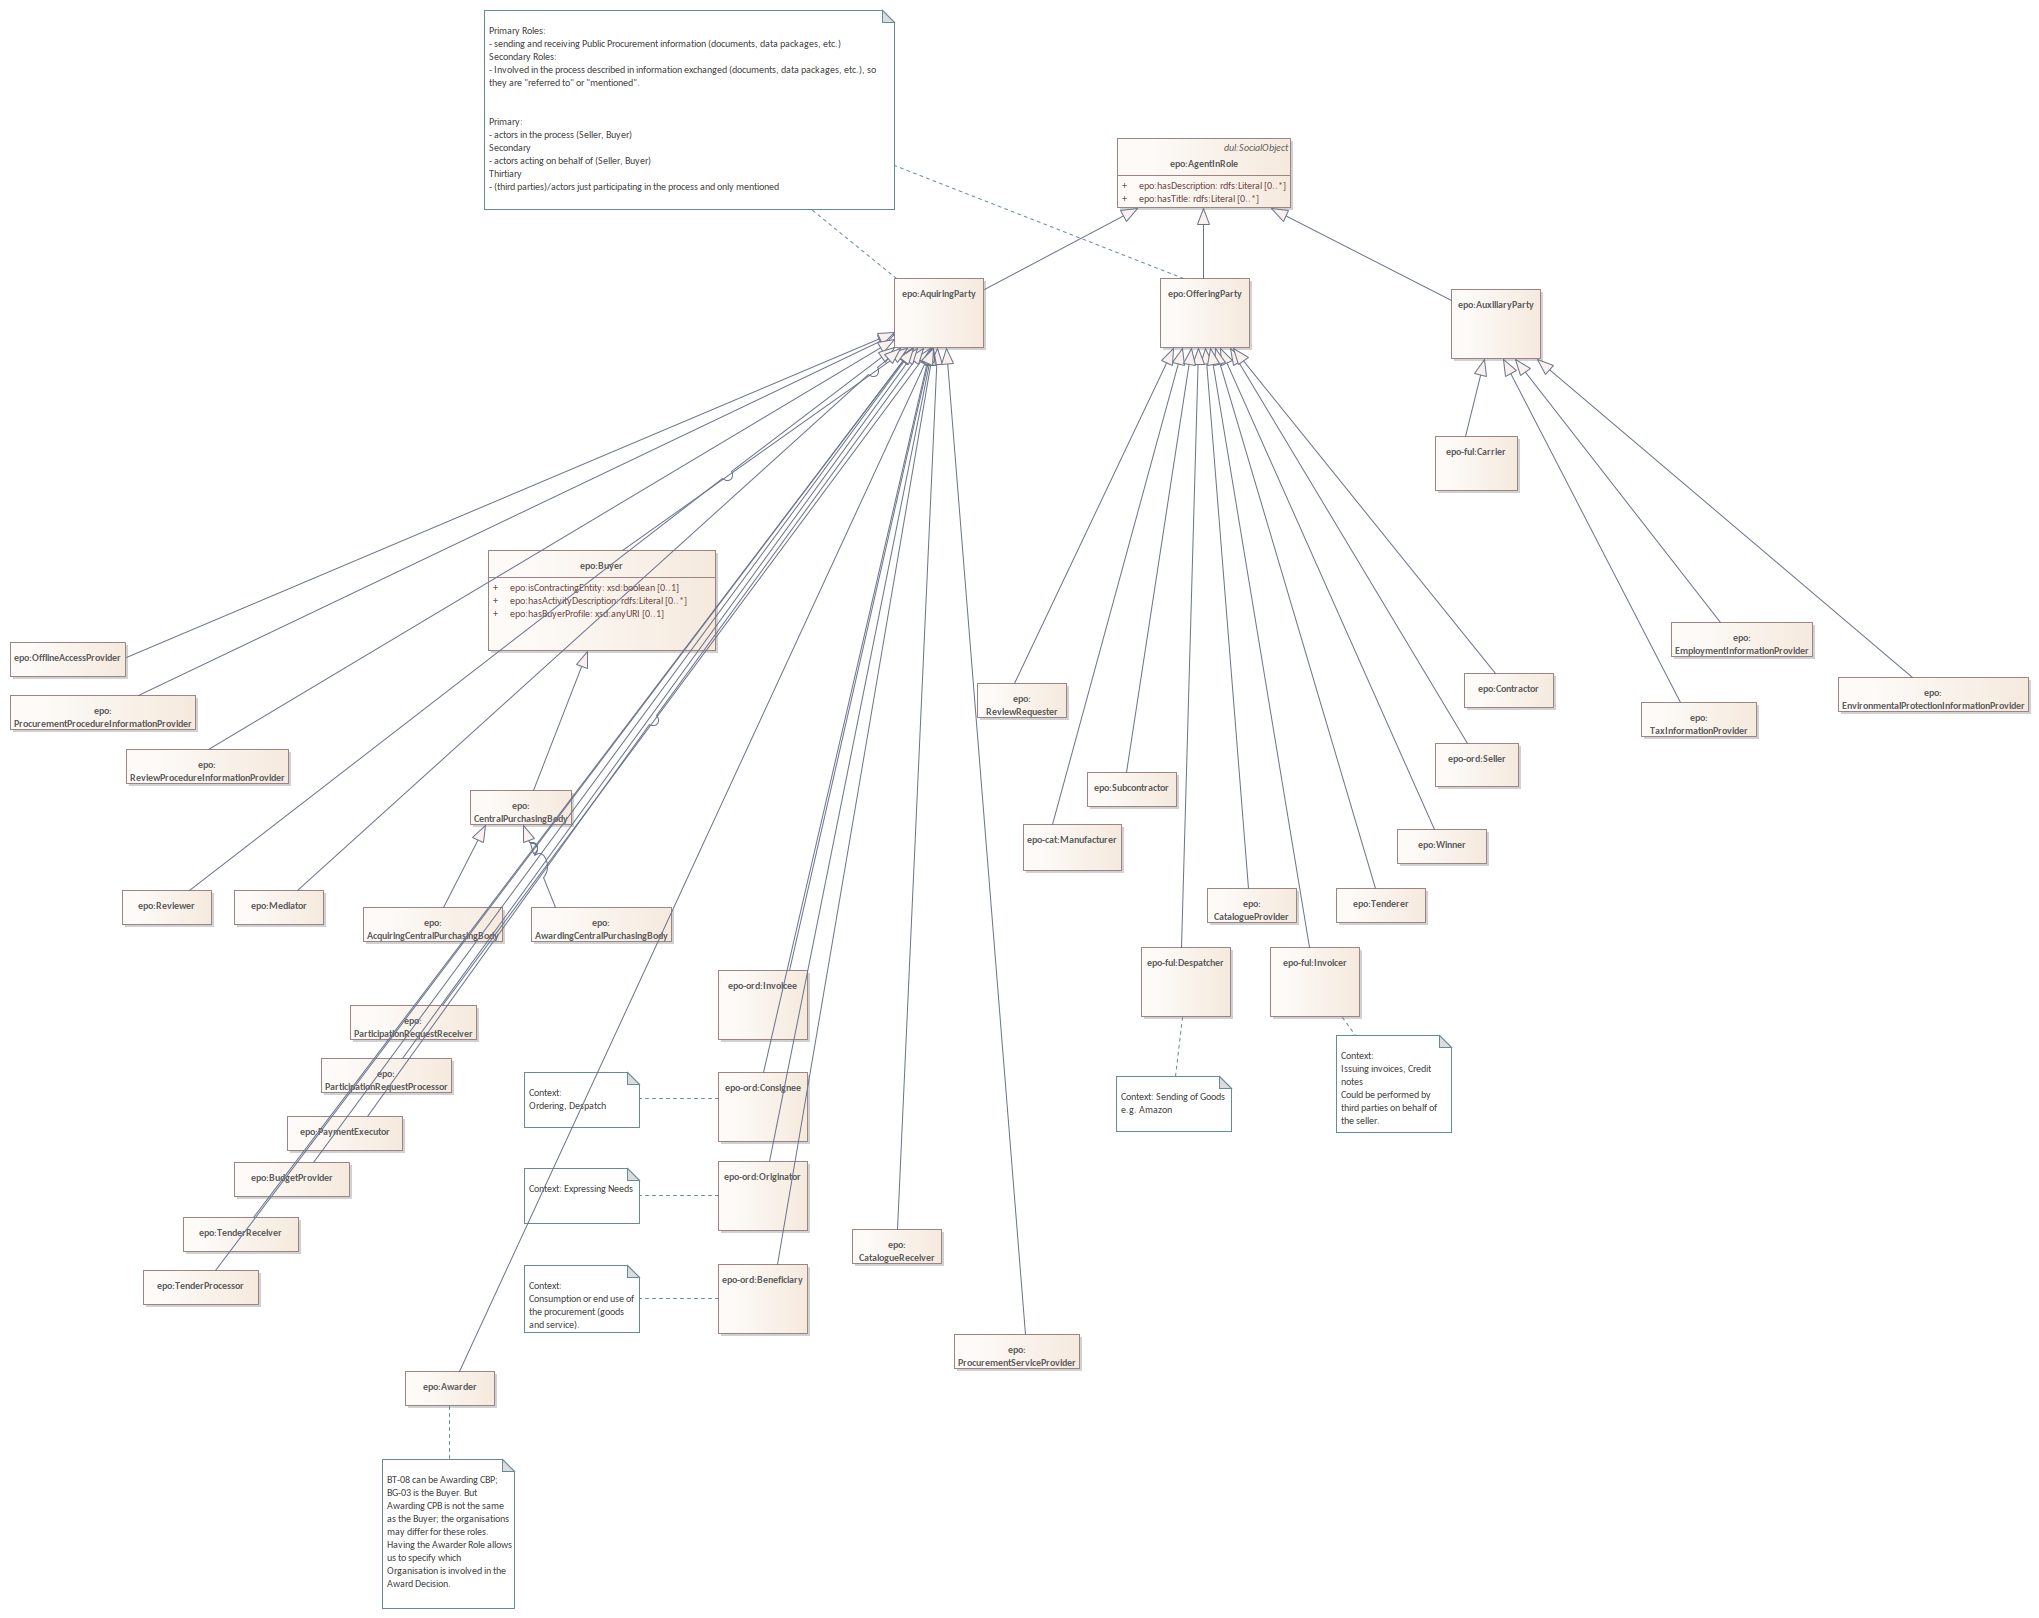 Primary Roles:
- sending and receiving Public Procurement information (documents, data packages, etc.)
Secondary Roles:
- Involved in the process described in information exchanged (documents, data packages, etc.), so
they are "referred to" or "mentioned".
Primary:
- actors in the process (Seller, Buyer)
Secondary
- actors acting on behalf of (Seller, Buyer)
Thirtiary
- (third parties)/actors just participating in the process and only mentioned
dul:SocialObject
epo:AgentInRole
+ epo:hasDescription: rdfs:Literal [0..*]
+ epo:hasTitle: rdfs:Literal [0..*]
epo:AquiringParty
epo:OfferingParty
epo:AuxiliaryParty
epo-ful:Carrier
epo:Buyer
+ epo:isContractingEntity: xsd:boolean [0..1]
+ epo:hasActivityDescription: rdfs:Literal [0..*]
+ epo:hasBuyerProfile: xsd:anyURI [0..1]
epo:OfflineAccessProvider
epo:
ProcurementProcedureInformationProvider
epo:
ReviewProcedureInformationProvider
epo:
EmploymentInformationProvider
epo:
EnvironmentalProtectionInformationProvider
epo:
TaxInformationProvider
epo:
ReviewRequester
epo:Contractor
epo-ord:Seller
epo:Subcontractor
epo-cat:Manufacturer
epo:Winner
epo:
CentralPurchasingBody
epo:Reviewer
epo:Mediator
epo:
AcquiringCentralPurchasingBody
epo:
AwardingCentralPurchasingBody
epo:
CatalogueProvider
epo:Tenderer
epo-ful:Despatcher
epo-ful:Invoicer
epo-ord:Invoicee
epo:
ParticipationRequestReceiver
epo:
ParticipationRequestProcessor
epo:PaymentExecutor
epo:BudgetProvider
epo:TenderReceiver
epo:TenderProcessor
Context:
Ordering, Despatch
epo-ord:Consignee
Context: Expressing Needs
epo-ord:Originator
Context:
Consumption or end use of
the procurement (goods
and service).
epo-ord:Beneficiary
epo:
CatalogueReceiver
epo:
ProcurementServiceProvider
Context: Sending of Goods
e.g. Amazon
Context:
Issuing invoices, Credit
notes
Could be performed by
third parties on behalf of
the seller.
epo:Awarder
BT-08 can be Awarding CBP;
BG-03 is the Buyer. But
Awarding CPB is not the same
as the Buyer; the organisations
may differ for these roles.
Having the Awarder Role allows
us to specify which
Organisation is involved in the
Award Decision.